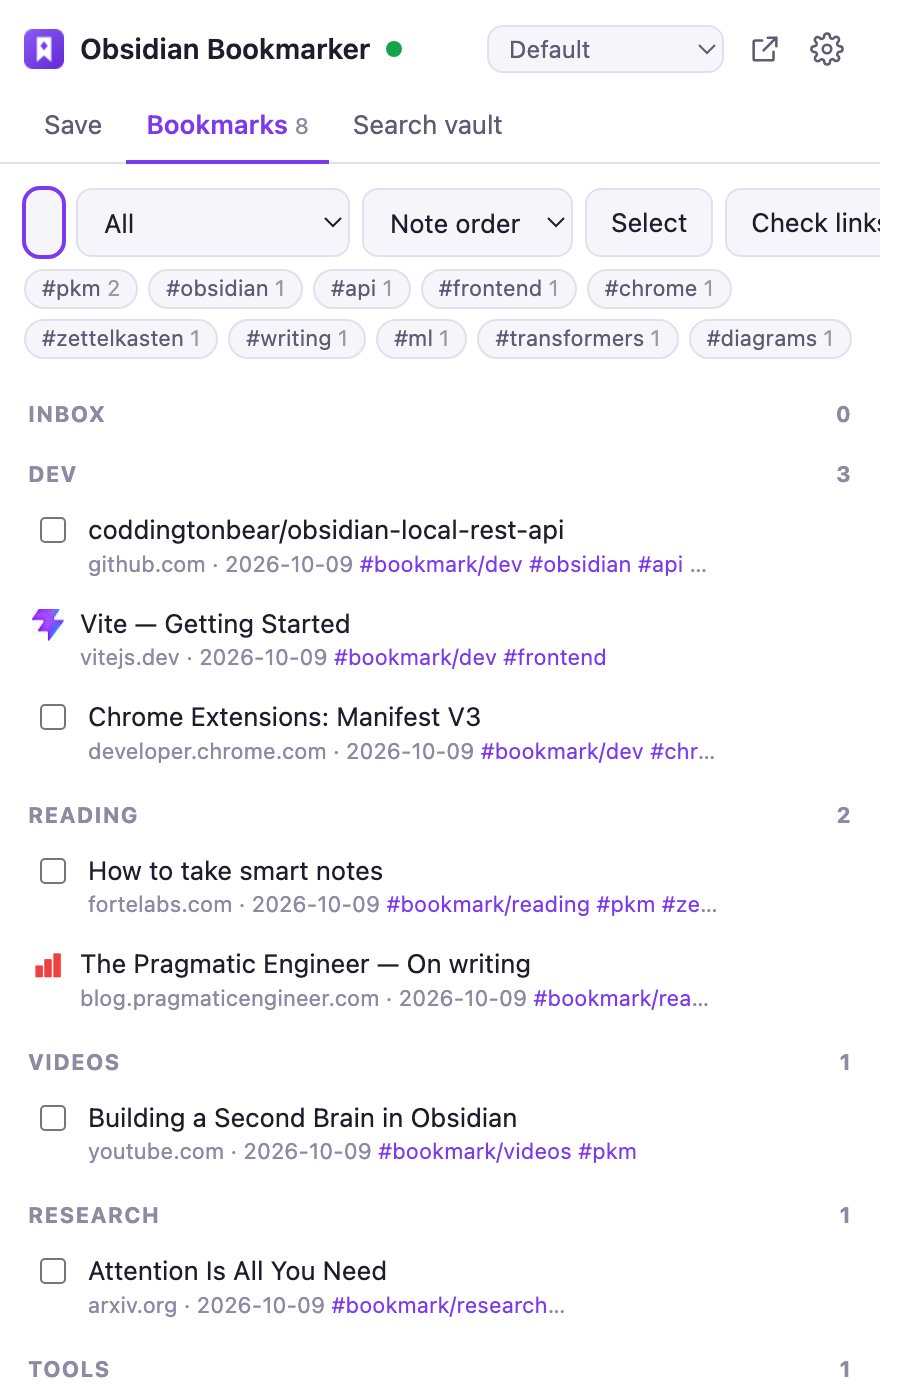 Obsidian Bookmarker Default
Save Bookmarks 8 Search vault
All Note order Select Check links
#pkm 2 #obsidian 1 #api 1 #frontend 1 #chrome 1
#zettelkasten 1 #writing 1 #ml 1 #transformers 1 #diagrams 1
INBOX 0
DEV 3
coddingtonbear/obsidian-local-rest-api
github.com · 2026-10-09 #bookmark/dev #obsidian #api ...
Vite — Getting Started
vitejs.dev · 2026-10-09 #bookmark/dev #frontend
Chrome Extensions: Manifest V3
developer.chrome.com · 2026-10-09 #bookmark/dev #chr...
READING 2
How to take smart notes
fortelabs.com · 2026-10-09 #bookmark/reading #pkm #ze...
The Pragmatic Engineer — On writing
blog.pragmaticengineer.com · 2026-10-09 #bookmark/rea...
VIDEOS 1
Building a Second Brain in Obsidian
youtube.com · 2026-10-09 #bookmark/videos #pkm
RESEARCH 1
Attention Is All You Need
arxiv.org · 2026-10-09 #bookmark/research...
TOOLS 1